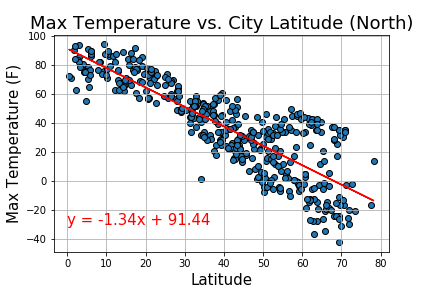 Max Temperature vs. City Latitude (North)
Max Temperature (F)
100
80
60
40
20
0
−20
−40
y = -1.34x + 91.44
0 10 20 30 40 50 60 70 80
Latitude